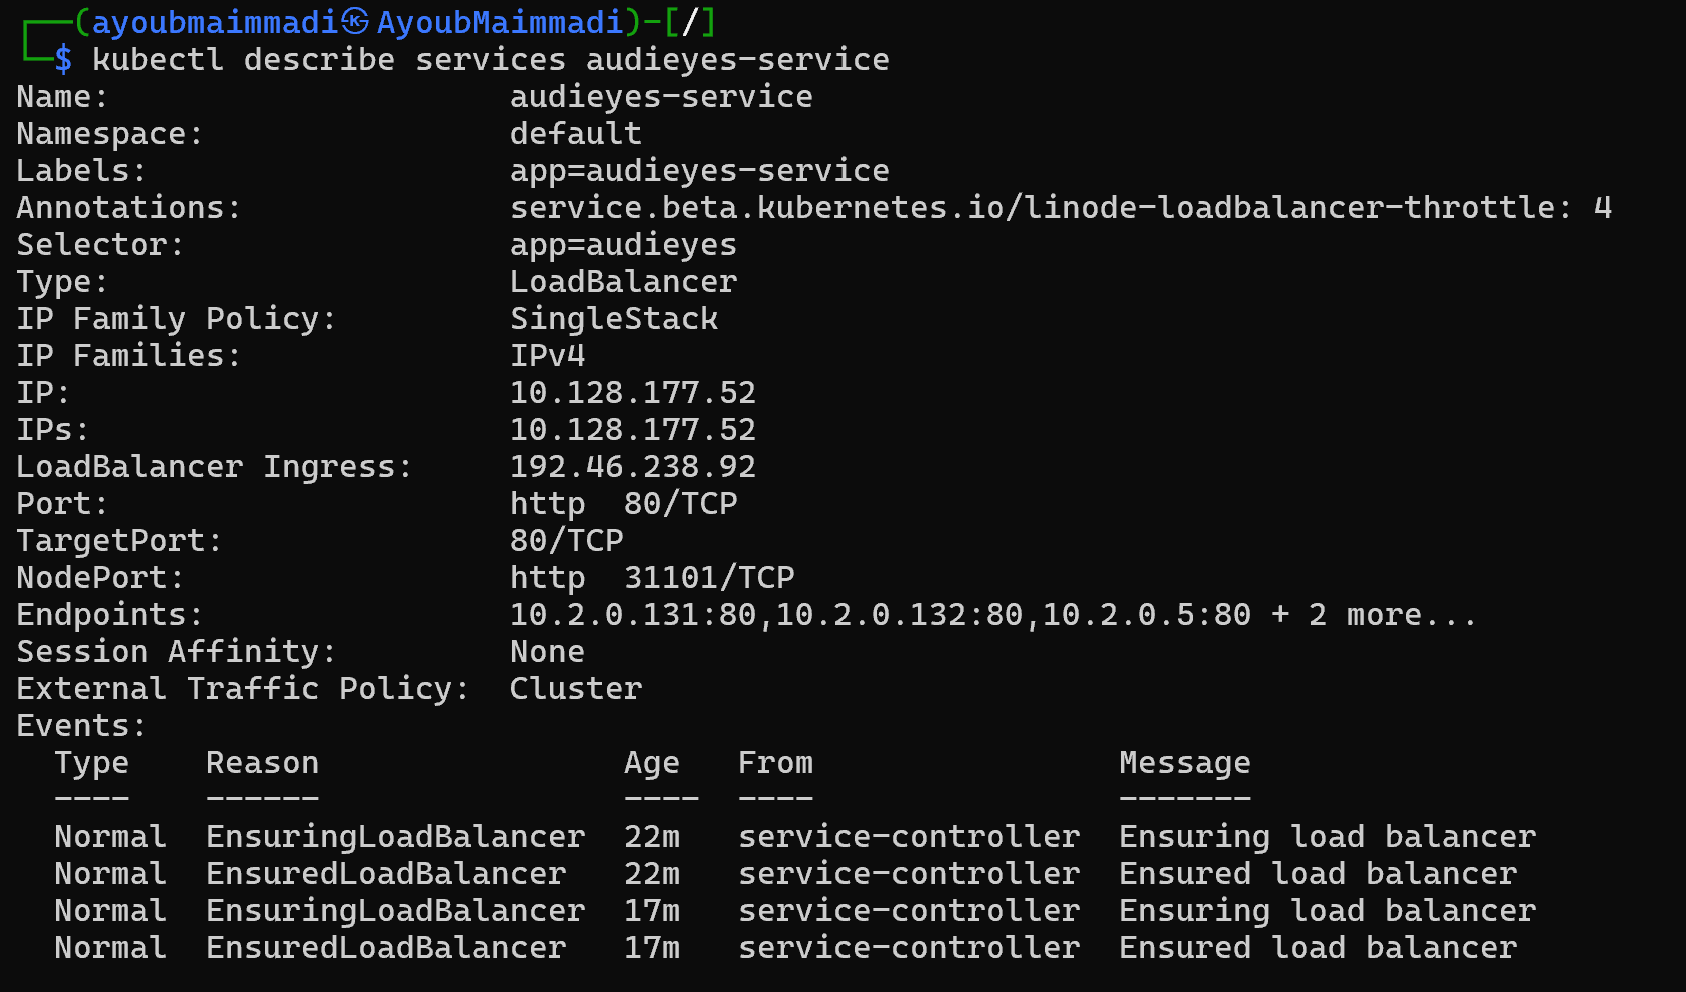 ┌──(ayoubmaimmadi㉿AyoubMaimmadi)-[/]
└─$ kubectl describe services audieyes-service
Name:                     audieyes-service
Namespace:                default
Labels:                   app=audieyes-service
Annotations:              service.beta.kubernetes.io/linode-loadbalancer-throttle: 4
Selector:                 app=audieyes
Type:                     LoadBalancer
IP Family Policy:         SingleStack
IP Families:              IPv4
IP:                       10.128.177.52
IPs:                      10.128.177.52
LoadBalancer Ingress:     192.46.238.92
Port:                     http  80/TCP
TargetPort:               80/TCP
NodePort:                 http  31101/TCP
Endpoints:                10.2.0.131:80,10.2.0.132:80,10.2.0.5:80 + 2 more...
Session Affinity:         None
External Traffic Policy:  Cluster
Events:
  Type    Reason                Age   From                Message
  ----    ------                ----  ----                -------
  Normal  EnsuringLoadBalancer  22m   service-controller  Ensuring load balancer
  Normal  EnsuredLoadBalancer   22m   service-controller  Ensured load balancer
  Normal  EnsuringLoadBalancer  17m   service-controller  Ensuring load balancer
  Normal  EnsuredLoadBalancer   17m   service-controller  Ensured load balancer